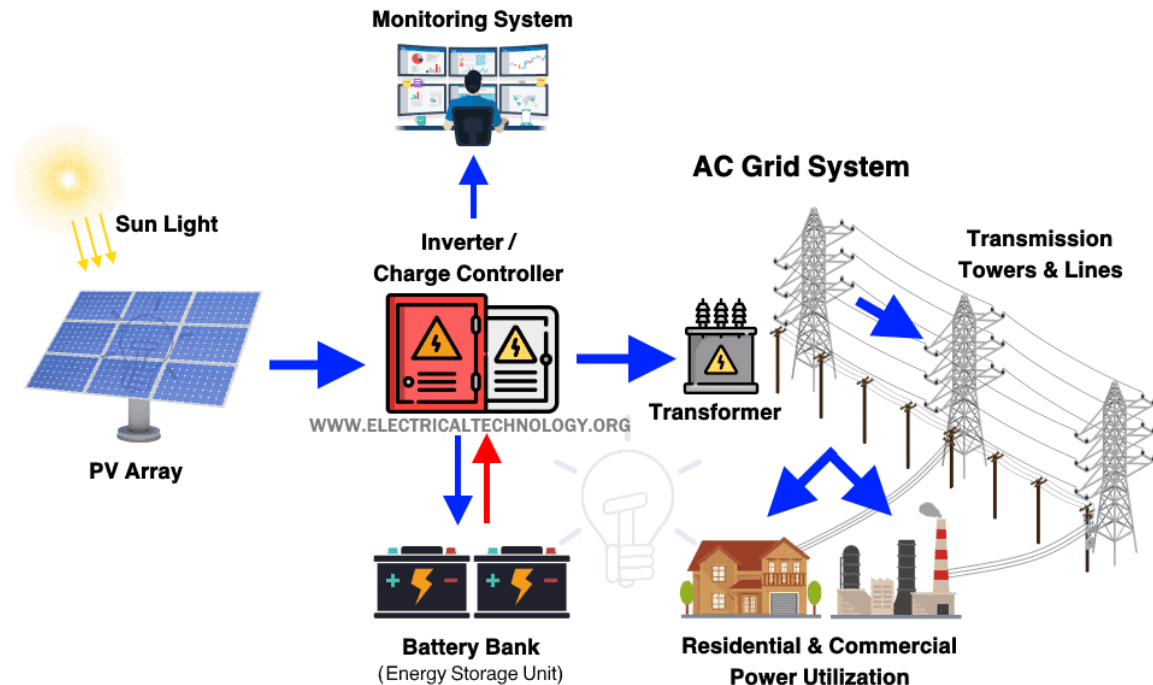 Monitoring System
AC Grid System
Sun Light
Inverter /
Charge Controller
Transmission
Towers & Lines
Transformer
WWW.ELECTRICALTECHNOLOGY.ORG
PV Array
+ - + -
Battery Bank
(Energy Storage Unit)
Residential & Commercial
Power Utilization